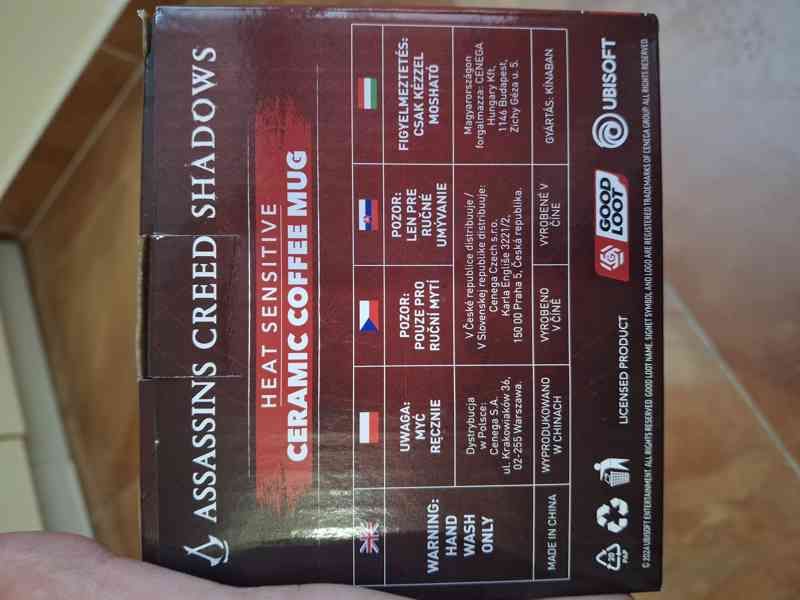 ASSASSINS CREED SHADOWS
HEAT SENSITIVE
CERAMIC COFFEE MUG
WARNING:
HAND
WASH
ONLY
MADE IN CHINA
UWAGA:
MYĆ
RĘCZNIE
Dystrybucja
w Polsce:
Cenega S.A.
ul. Krakowiaków 36,
02-255 Warszawa.
WYPRODUKOWANO
W CHINACH
POZOR:
POUZE PRO
RUČNÍ MYTÍ
POZOR:
LEN PRE
RUČNÉ
UMÝVANIE
V České republice distribuuje /
V Slovenskej republike distribuuje:
Cenega Czech s.r.o.
Karla Engliše 3221/2,
150 00 Praha 5, Česká republika.
VYROBENO
V ČÍNĚ
VYROBENÉ V
ČÍNE
FIGYELMEZTETÉS:
CSAK KÉZZEL
MOSHATÓ
Magyarországon
forgalmazza: CENEGA
Hungary Kft,
1146 Budapest,
Zichy Géza u. 5.
GYÁRTÁS: KÍNÁBAN
20
PAP
LICENSED PRODUCT
GOOD
LOOT
UBISOFT
© 2024 UBISOFT ENTERTAINMENT. ALL RIGHTS RESERVED. GOOD LOOT NAME, SIGNET SYMBOL, AND LOGO ARE REGISTERED TRADEMARKS OF CENEGA GROUP. ALL RIGHTS RESERVED.